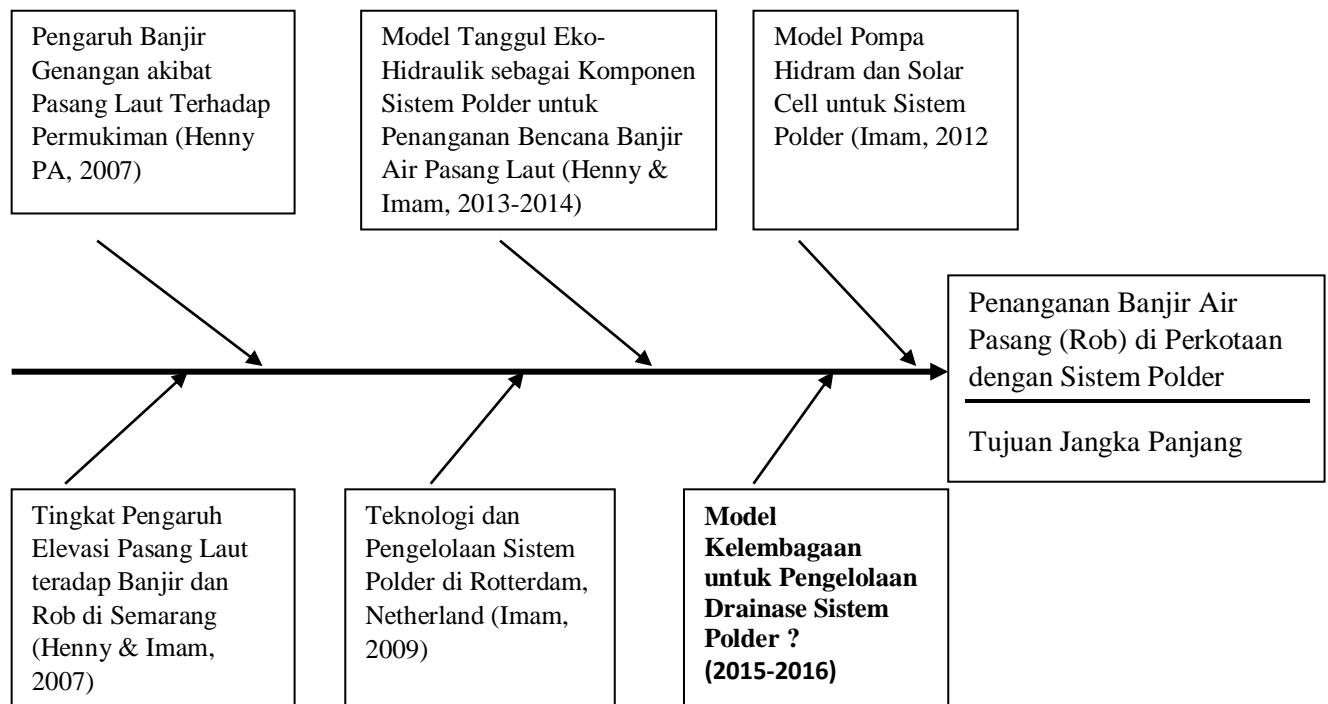 Pengaruh Banjir
Genangan akibat
Pasang Laut Terhadap
Permukiman (Henny
PA, 2007)
Model Tanggul Eko-
Hidraulik sebagai Komponen
Sistem Polder untuk
Penanganan Bencana Banjir
Air Pasang Laut (Henny &
Imam, 2013-2014)
Model Pompa
Hidram dan Solar
Cell untuk Sistem
Polder (Imam, 2012
Penanganan Banjir Air
Pasang (Rob) di Perkotaan
dengan Sistem Polder
Tujuan Jangka Panjang
Tingkat Pengaruh
Elevasi Pasang Laut
teradap Banjir dan
Rob di Semarang
(Henny & Imam,
2007)
Teknologi dan
Pengelolaan Sistem
Polder di Rotterdam,
Netherland (Imam,
2009)
Model
Kelembagaan
untuk Pengelolaan
Drainase Sistem
Polder ?
(2015-2016)